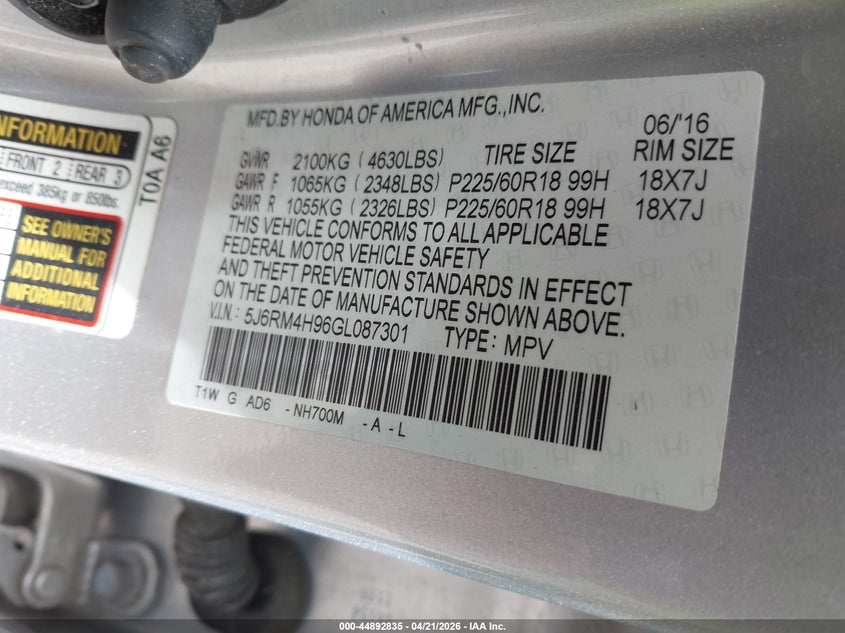 INFORMATION
FRONT 2 REAR 3
exceed 385kg or 850lbs.
SEE OWNER'S
MANUAL FOR
ADDITIONAL
INFORMATION
T0A A6
MFD.BY HONDA OF AMERICA MFG.,INC.
06/'16
GVWR 2100KG (4630LBS) TIRE SIZE RIM SIZE
GAWR F 1065KG (2348LBS) P225/60R18 99H 18X7J
GAWR R 1055KG (2326LBS) P225/60R18 99H 18X7J
THIS VEHICLE CONFORMS TO ALL APPLICABLE
FEDERAL MOTOR VEHICLE SAFETY
AND THEFT PREVENTION STANDARDS IN EFFECT
ON THE DATE OF MANUFACTURE SHOWN ABOVE.
V.I.N.: 5J6RM4H96GL087301 TYPE: MPV
T1W G AD6 -NH700M -A -L
000-44892835 - 04/21/2026 - IAA Inc.